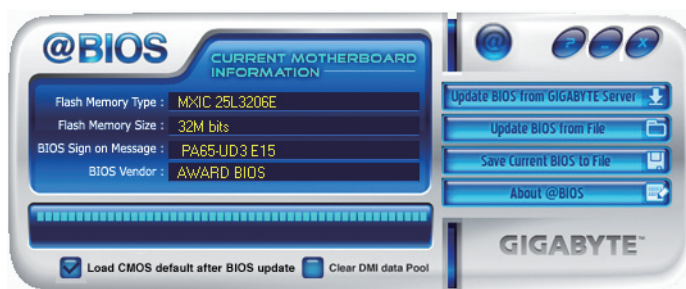 @BIOS
CURRENT MOTHERBOARD
INFORMATION
Flash Memory Type : MXIC 25L3206E
Flash Memory Size : 32M bits
BIOS Sign on Message : PA65-UD3 E15
BIOS Vendor : AWARD BIOS
Load CMOS default after BIOS update
Clear DMI data Pool
@
? - X
Update BIOS from GIGABYTE Server
Update BIOS from File
Save Current BIOS to File
About @BIOS
GIGABYTE™